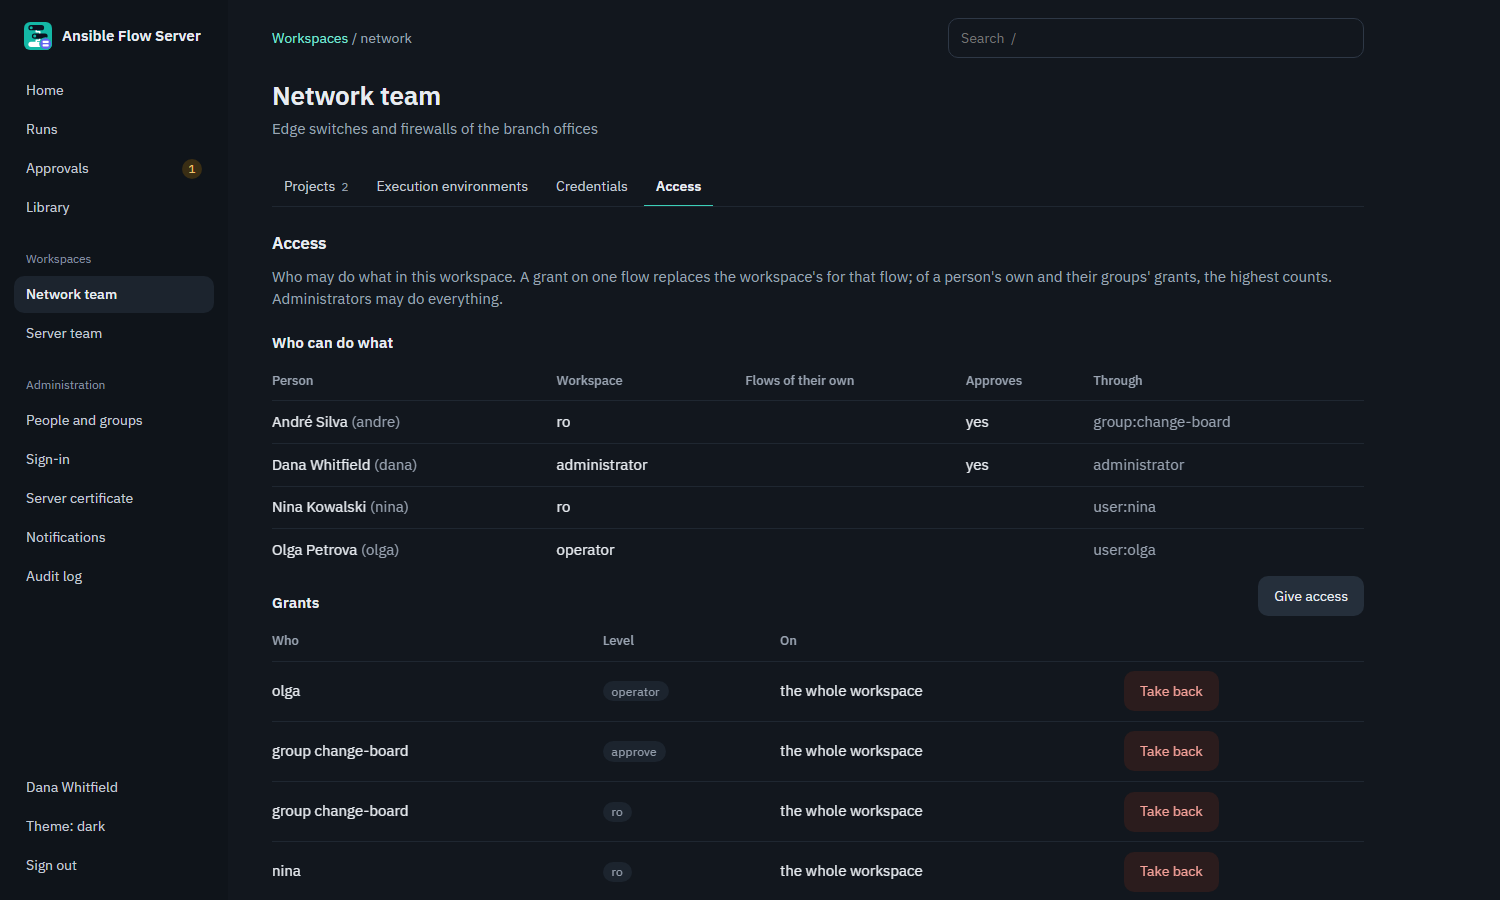 Ansible Flow Server
Home
Runs
Approvals 1
Library
Workspaces
Network team
Server team
Administration
People and groups
Sign-in
Server certificate
Notifications
Audit log
Dana Whitfield
Theme: dark
Sign out
Workspaces / network
Search /
Network team
Edge switches and firewalls of the branch offices
Projects 2 Execution environments Credentials Access
Access
Who may do what in this workspace. A grant on one flow replaces the workspace's for that flow; of a person's own and their groups' grants, the highest counts.
Administrators may do everything.
Who can do what
Person Workspace Flows of their own Approves Through
André Silva (andre) ro yes group:change-board
Dana Whitfield (dana) administrator yes administrator
Nina Kowalski (nina) ro user:nina
Olga Petrova (olga) operator user:olga
Grants Give access
Who Level On
olga operator the whole workspace Take back
group change-board approve the whole workspace Take back
group change-board ro the whole workspace Take back
nina ro the whole workspace Take back